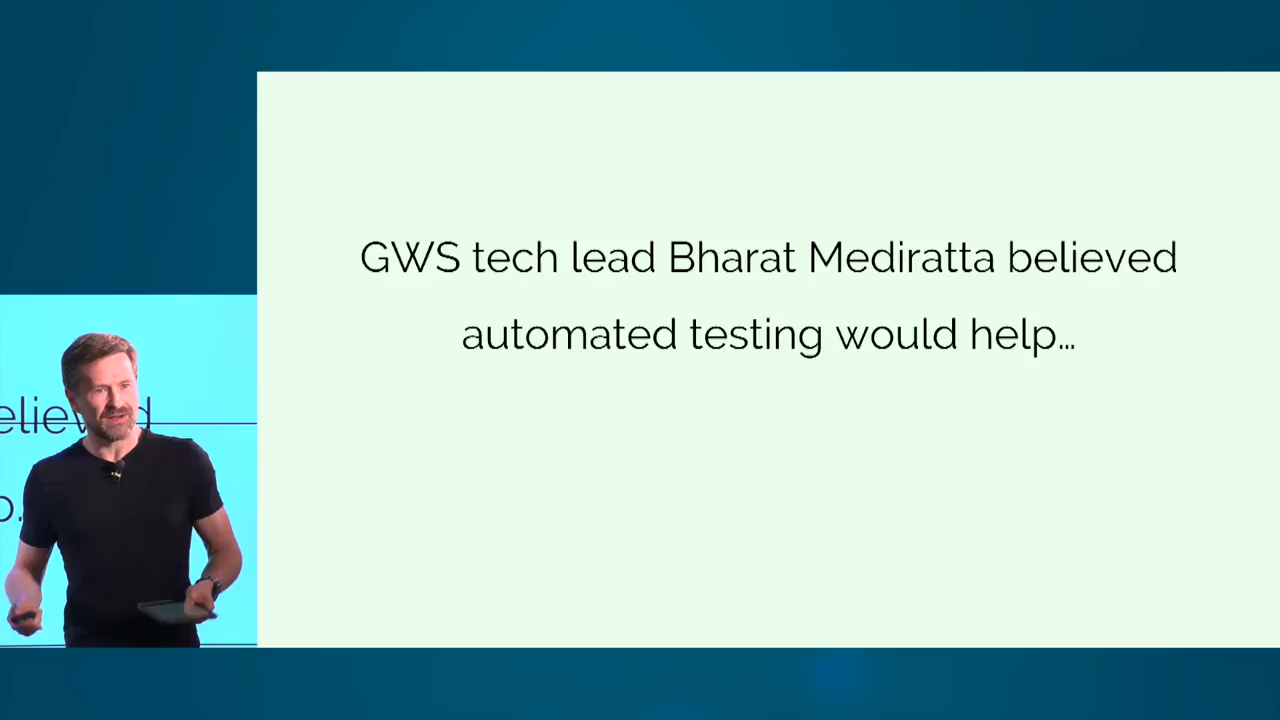 GWS tech lead Bharat Mediratta believed
automated testing would help…